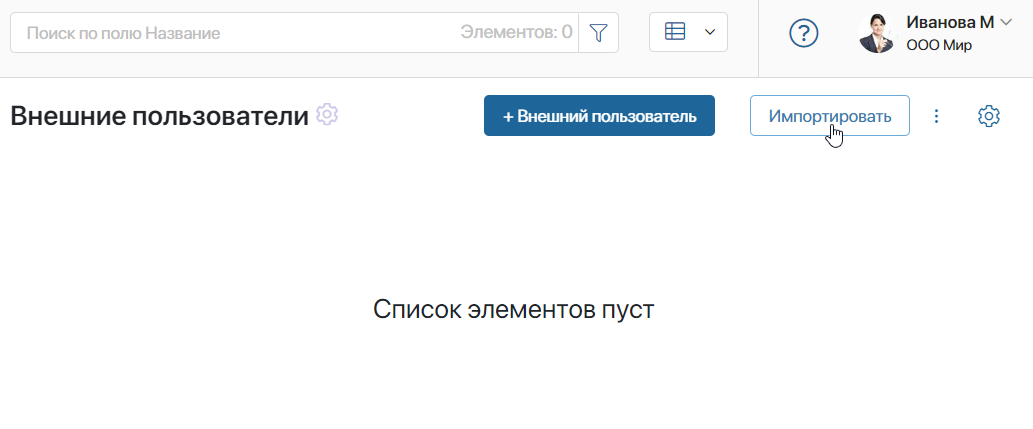 Поиск по полю Название
Элементов: 0
?
Иванова М
ООО Мир
Внешние пользователи
+ Внешний пользователь
Импортировать
Список элементов пуст